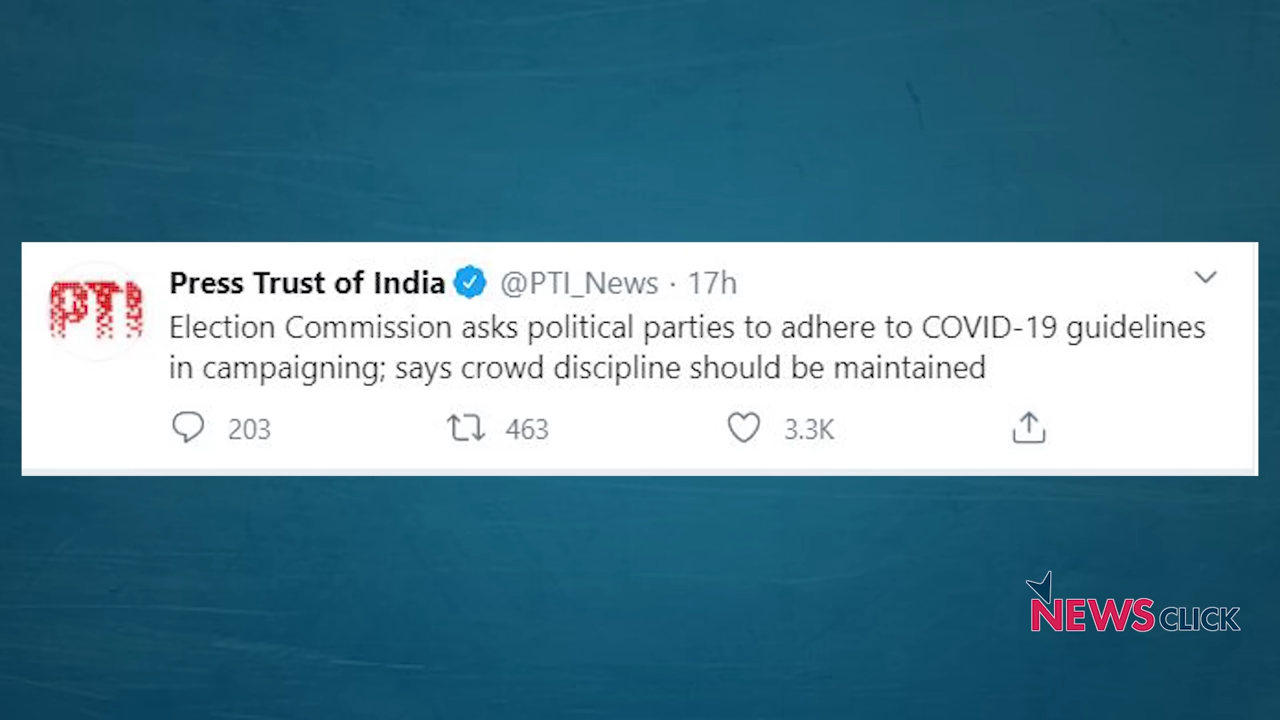 PTI
Press Trust of India @PTI_News · 17h
Election Commission asks political parties to adhere to COVID-19 guidelines
in campaigning; says crowd discipline should be maintained
203 463 3.3K
NEWSCLICK